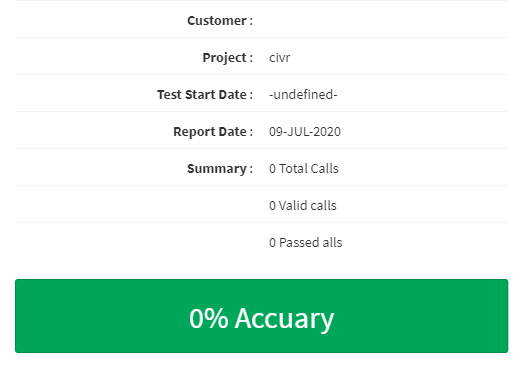 Customer :
Project : civr
Test Start Date : -undefined-
Report Date : 09-JUL-2020
Summary : 0 Total Calls
0 Valid calls
0 Passed alls
0% Accuary